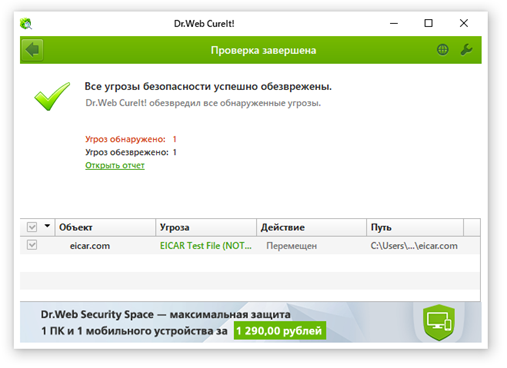 Dr.Web CureIt!
Проверка завершена
Все угрозы безопасности успешно обезврежены.
Dr.Web CureIt! обезвредил все обнаруженные угрозы.
Угроз обнаружено: 1
Угроз обезврежено: 1
Открыть отчет
Объект Угроза Действие Путь
eicar.com EICAR Test File (NOT... Перемещен C:\Users\...\eicar.com
Dr.Web Security Space — максимальная защита
1 ПК и 1 мобильного устройства за 1 290,00 рублей